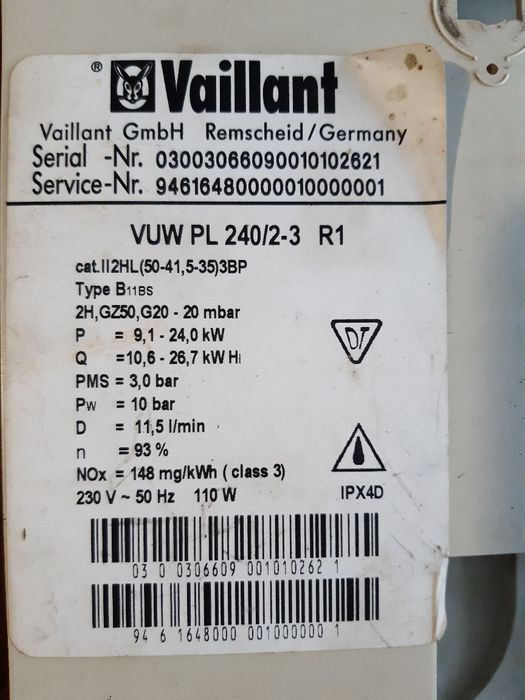 ® Vaillant
Vaillant GmbH Remscheid/Germany
Serial -Nr. 03003066090010102621
Service-Nr. 94616480000010000001
VUW PL 240/2-3 R1
cat.II2HL(50-41,5-35)3BP
Type B11BS
2H,GZ50,G20 - 20 mbar
P = 9,1 - 24,0 kW
Q =10,6 - 26,7 kW Hi
PMS = 3,0 bar
Pw = 10 bar
D = 11,5 l/min
n = 93 %
NOx = 148 mg/kWh ( class 3)
230 V ~ 50 Hz 110 W
DT
IPX4D
03 0 0306609 001010262 1
94 6 1648000 001000000 1